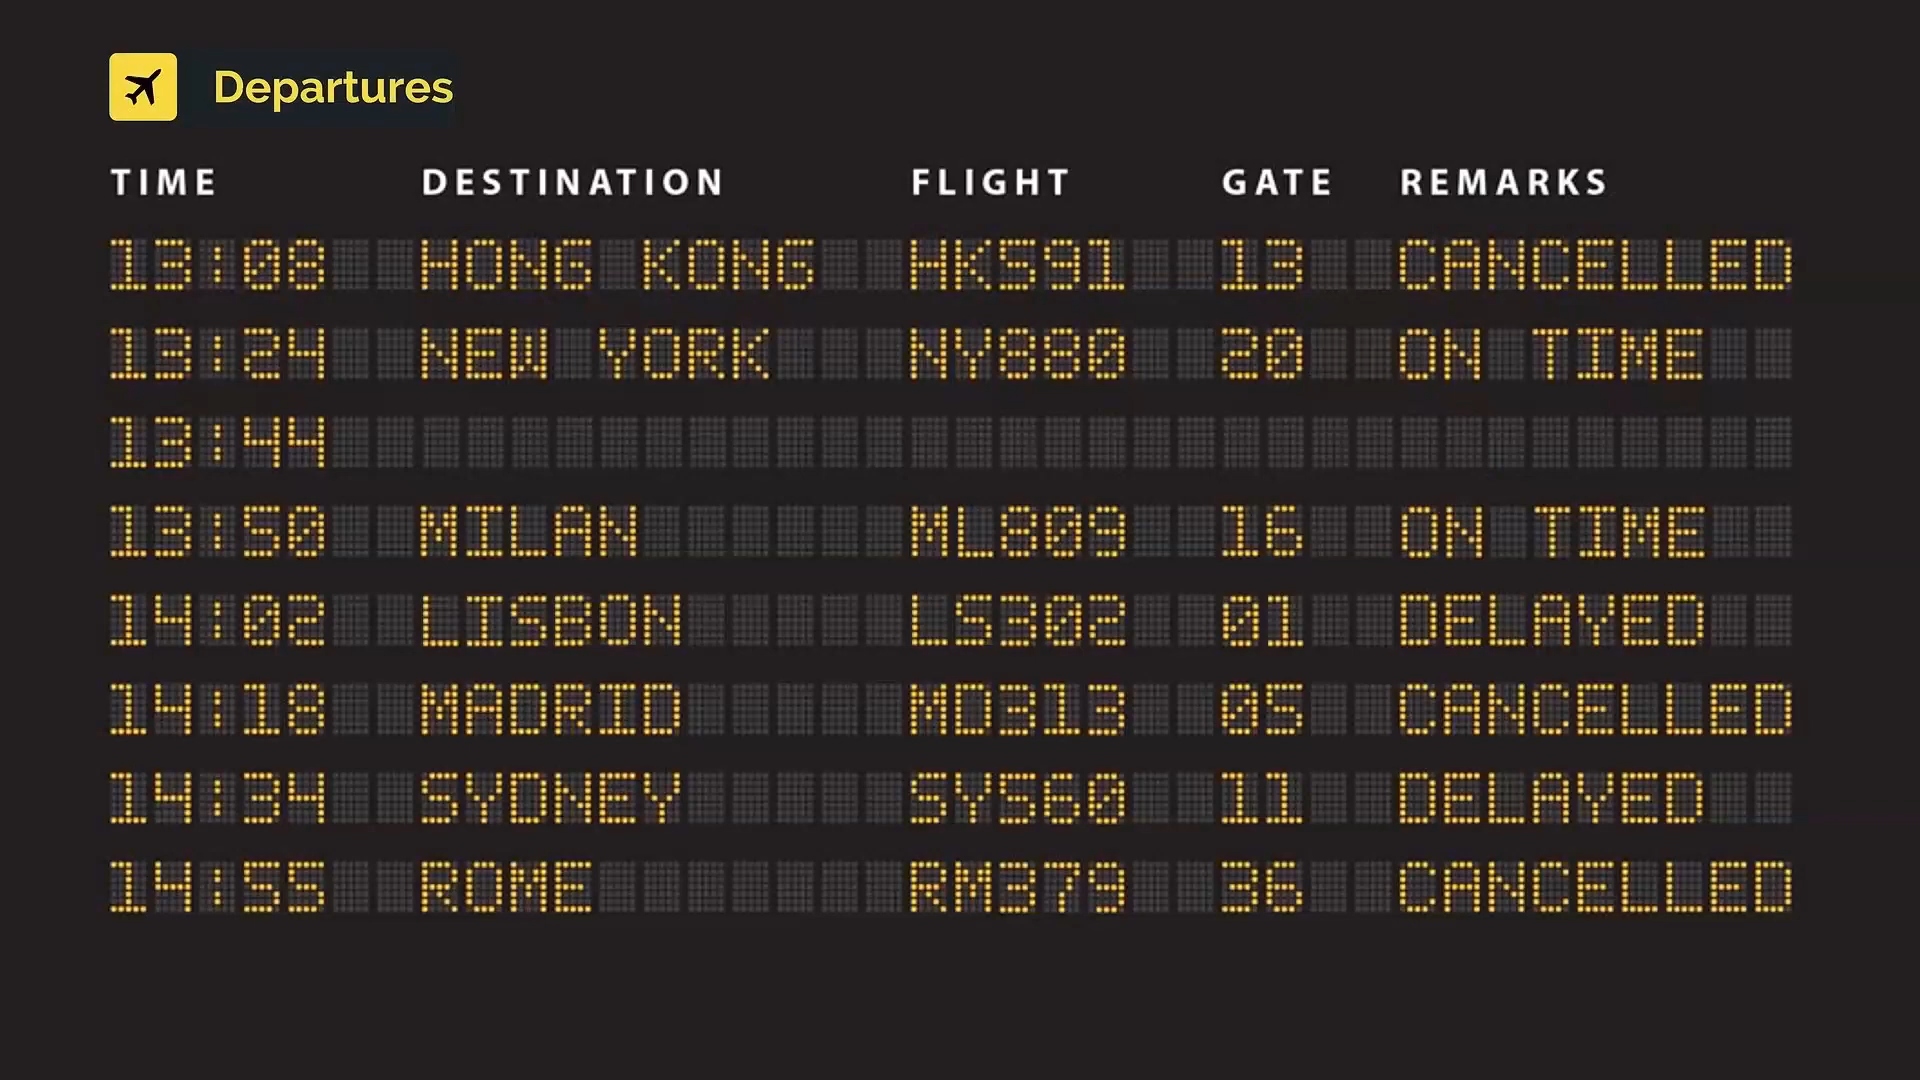 Departures
TIME DESTINATION FLIGHT GATE REMARKS
13:08 HONG KONG HK591 13 CANCELLED
13:24 NEW YORK NY880 20 ON TIME
13:44
13:50 MILAN ML809 16 ON TIME
14:02 LISBON LS302 01 DELAYED
14:18 MADRID MD313 05 CANCELLED
14:34 SYDNEY SY560 11 DELAYED
14:55 ROME RM379 36 CANCELLED